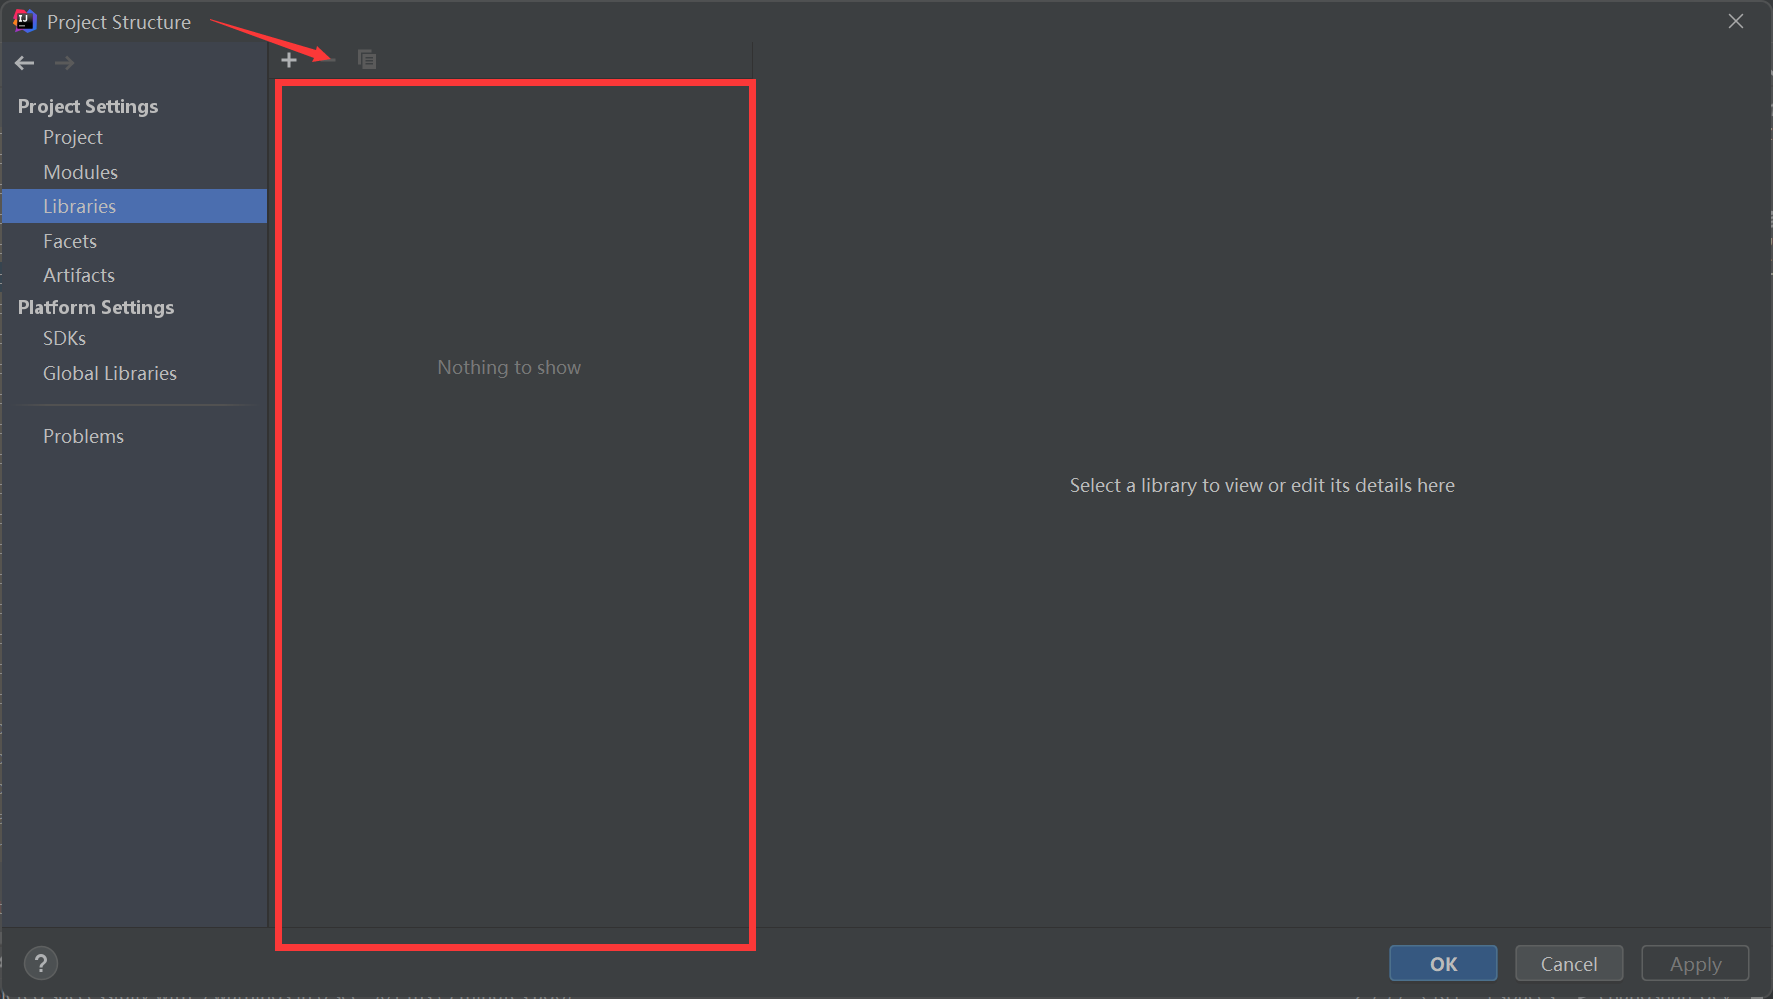 Project Structure
Project Settings
Project
Modules
Libraries
Facets
Artifacts
Platform Settings
SDKs
Global Libraries
Problems
Nothing to show
Select a library to view or edit its details here
?
OK
Cancel
Apply